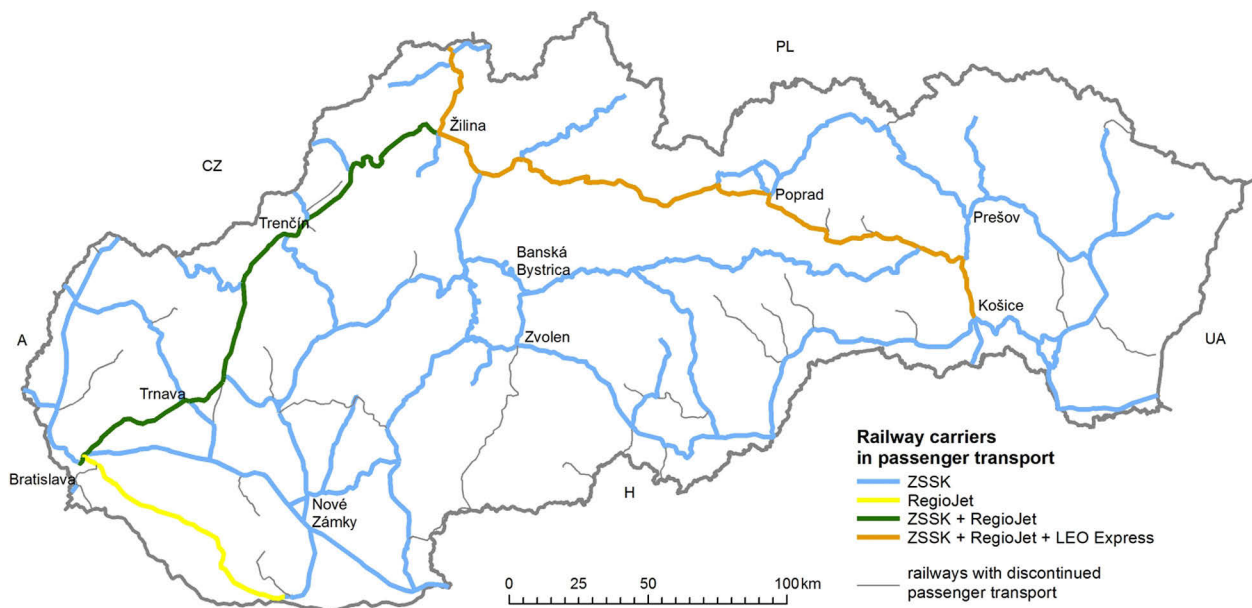 PL
Žilina
CZ
Poprad
Trenčín
Prešov
Banská
Bystrica
Košice
A
Zvolen
UA
Trnava
Railway carriers
in passenger transport
Bratislava
ZSSK
H
Nové
Zámky
RegioJet
ZSSK + RegioJet
ZSSK + RegioJet + LEO Express
0 25 50 100 km
railways with discontinued
passenger transport